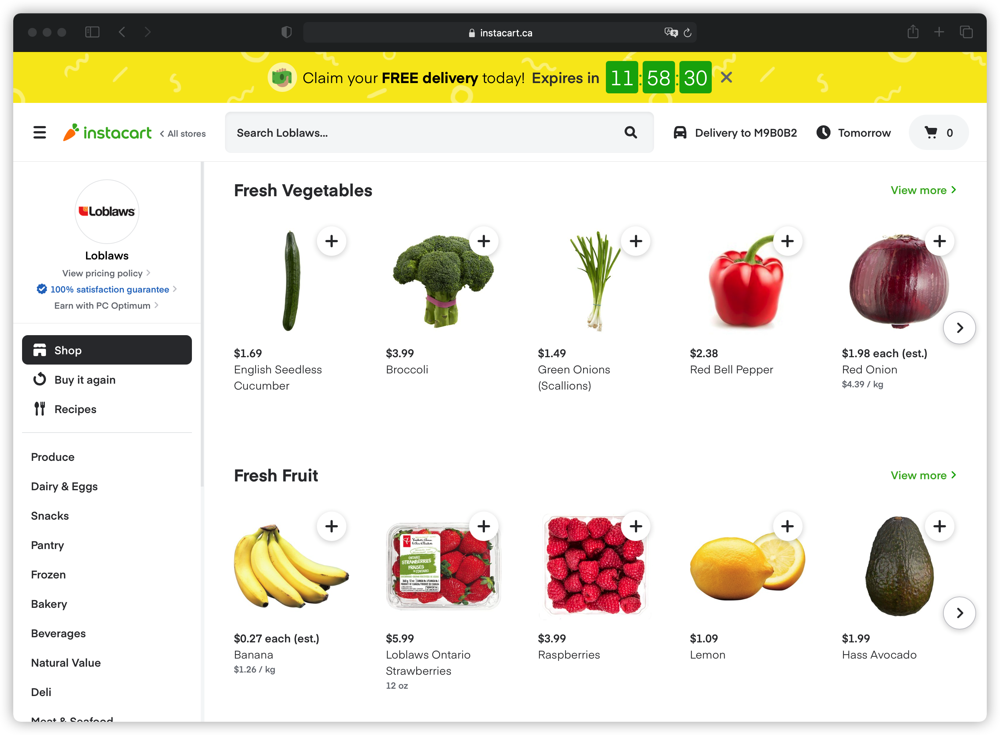 instacart.ca
Claim your FREE delivery today! Expires in 11:58:30
instacart
All stores
Search Loblaws...
Delivery to M9B0B2
Tomorrow
0
Loblaws
Loblaws
View pricing policy
100% satisfaction guarantee
Earn with PC Optimum
Shop
Buy it again
Recipes
Produce
Dairy & Eggs
Snacks
Pantry
Frozen
Bakery
Beverages
Natural Value
Deli
Meat & Seafood
Fresh Vegetables
View more
$1.69
English Seedless
Cucumber
$3.99
Broccoli
$1.49
Green Onions
(Scallions)
$2.38
Red Bell Pepper
$1.98 each (est.)
Red Onion
$4.39 / kg
Fresh Fruit
View more
ONTARIO
STRAWBERRIES
FRAISES
DE L'ONTARIO
$0.27 each (est.)
Banana
$1.26 / kg
$5.99
Loblaws Ontario
Strawberries
12 oz
$3.99
Raspberries
$1.09
Lemon
$1.99
Hass Avocado